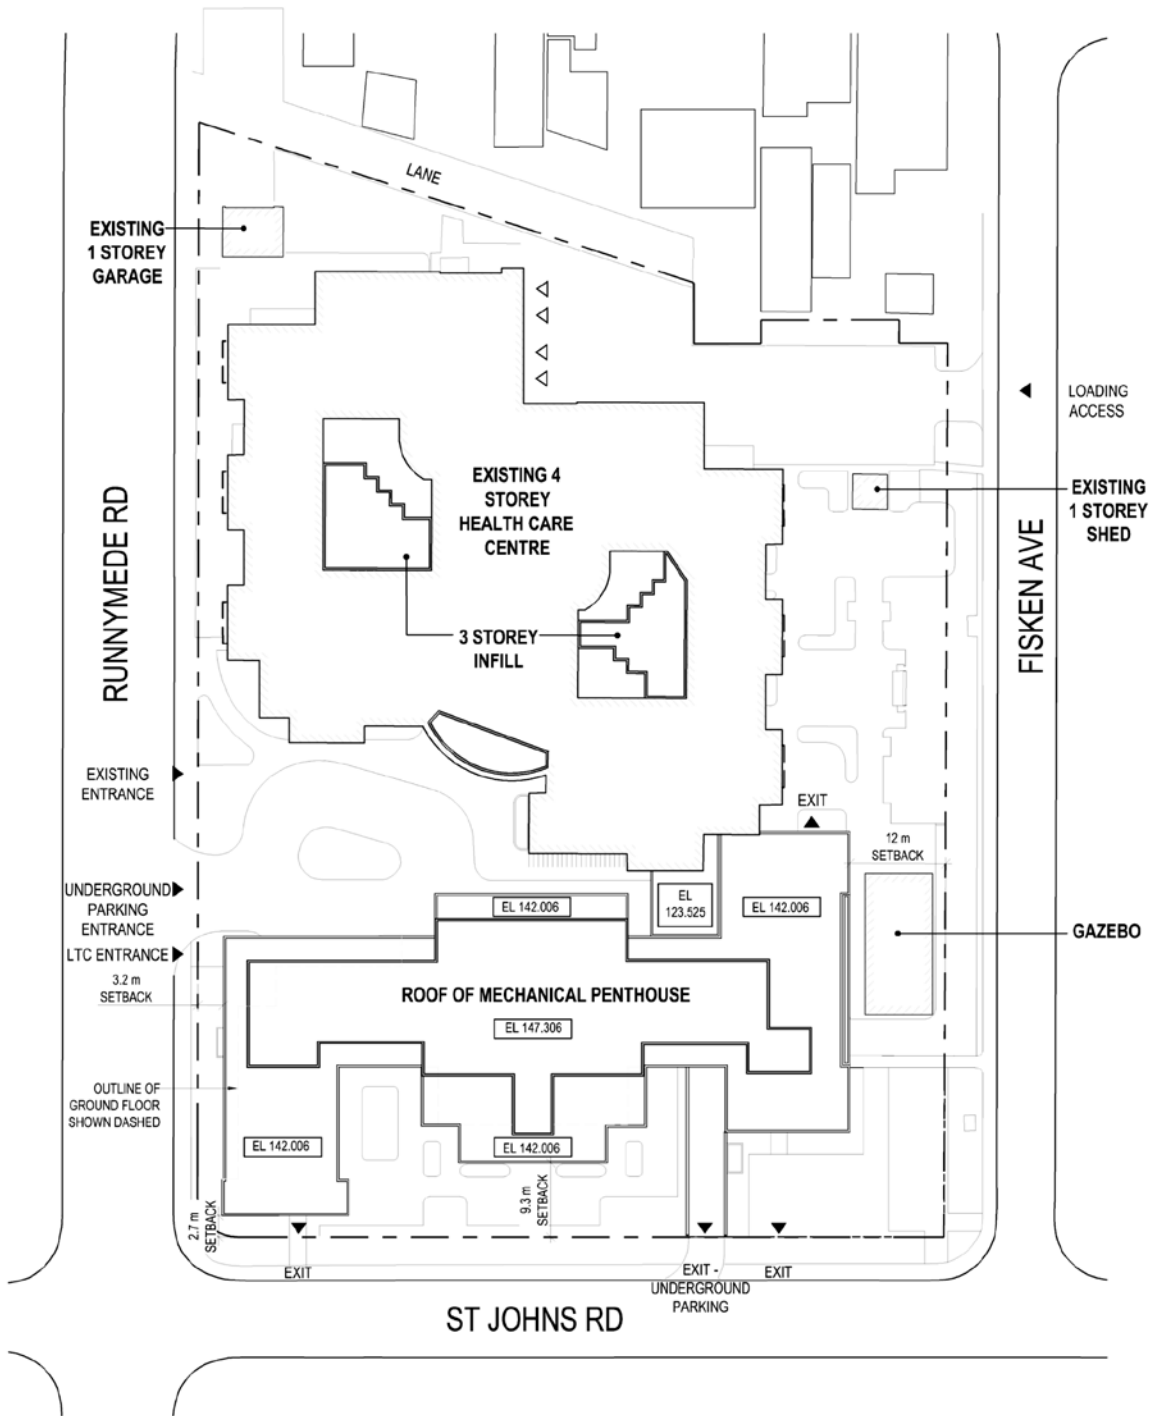 LANE
EXISTING
1 STOREY
GARAGE
LOADING
ACCESS
EXISTING 4
STOREY
HEALTH CARE
CENTRE
EXISTING
1 STOREY
SHED
RUNNYMEDE RD
FISKEN AVE
3 STOREY
INFILL
EXISTING
ENTRANCE
EXIT
12 m
SETBACK
UNDERGROUND
PARKING
ENTRANCE
EL
123.525
EL 142.006
EL 142.006
GAZEBO
LTC ENTRANCE
3.2 m
SETBACK
ROOF OF MECHANICAL PENTHOUSE
EL 147.306
OUTLINE OF
GROUND FLOOR
SHOWN DASHED
EL 142.006
EL 142.006
2.7 m
SETBACK
9.3 m
SETBACK
EXIT
EXIT -
UNDERGROUND
PARKING
EXIT
ST JOHNS RD